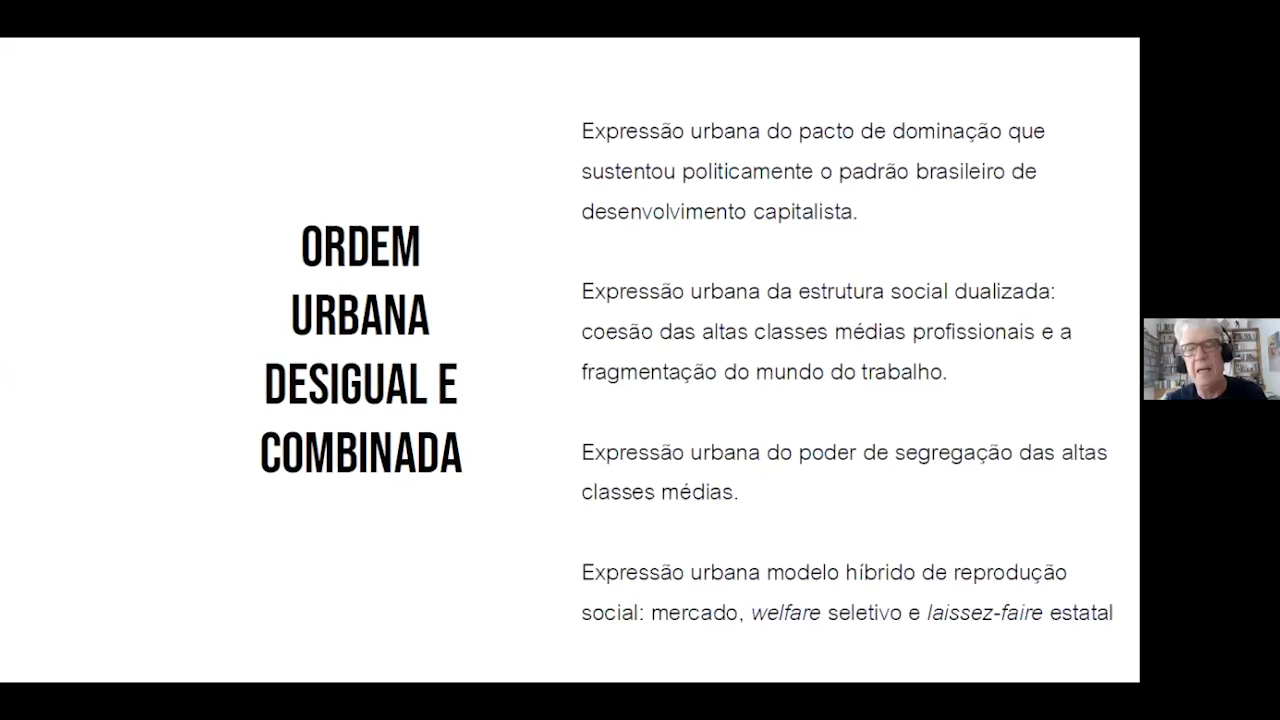 ORDEM
URBANA
DESIGUAL E
COMBINADA
Expressão urbana do pacto de dominação que
sustentou politicamente o padrão brasileiro de
desenvolvimento capitalista.
Expressão urbana da estrutura social dualizada:
coesão das altas classes médias profissionais e a
fragmentação do mundo do trabalho.
Expressão urbana do poder de segregação das altas
classes médias.
Expressão urbana modelo híbrido de reprodução
social: mercado, welfare seletivo e laissez-faire estatal